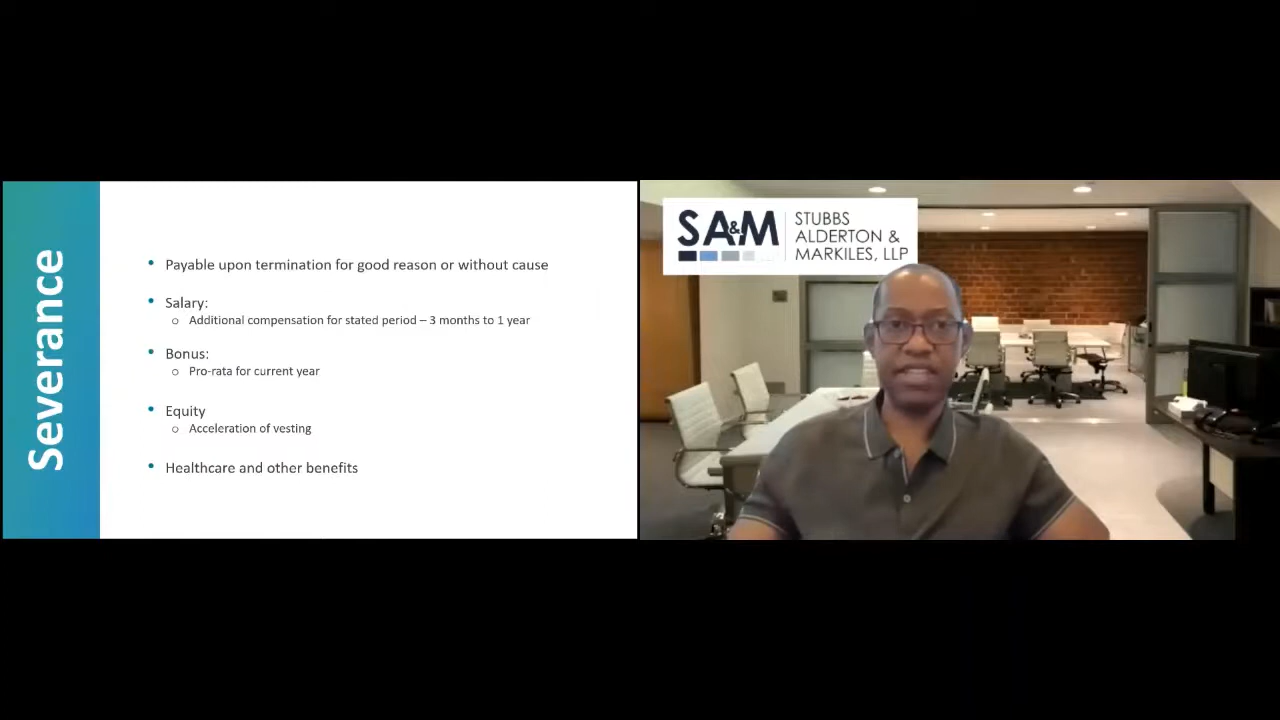 Severance
• Payable upon termination for good reason or without cause
• Salary:
○ Additional compensation for stated period – 3 months to 1 year
• Bonus:
○ Pro-rata for current year
• Equity
○ Acceleration of vesting
• Healthcare and other benefits
SA&M
STUBBS
ALDERTON &
MARKILES, LLP